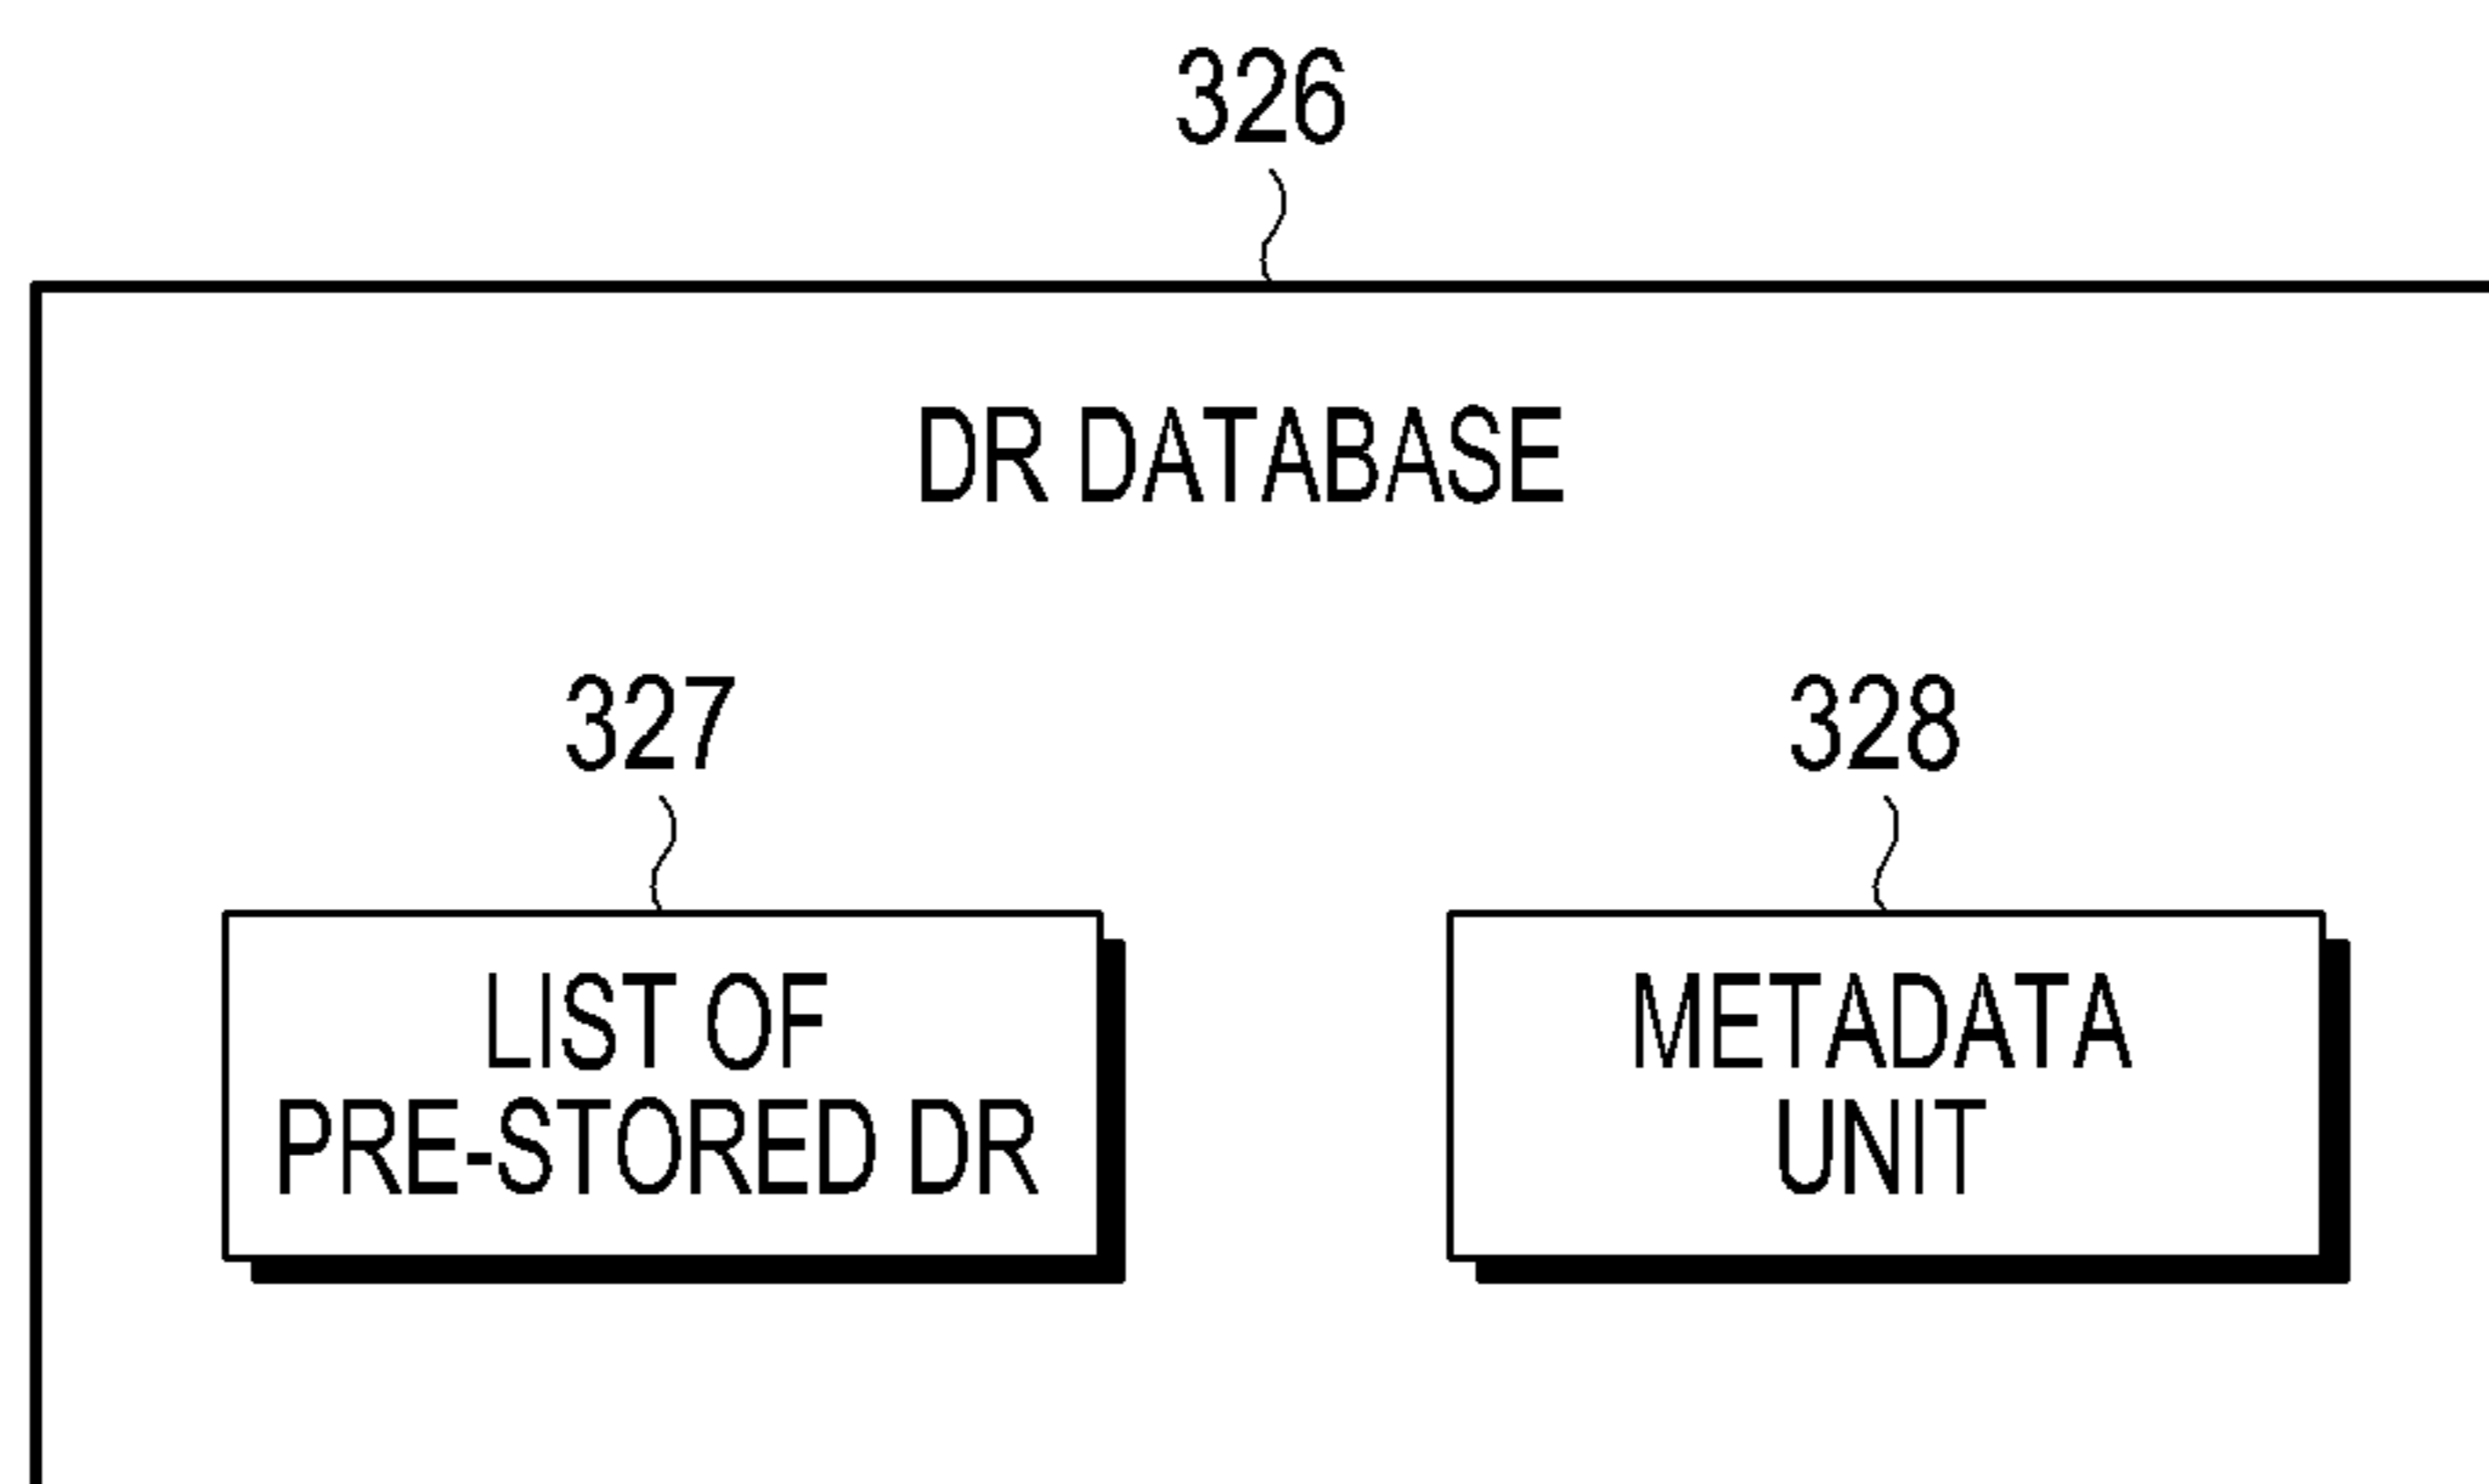 326
DR DATABASE
327
328
LIST OF
PRE-STORED DR
METADATA
UNIT